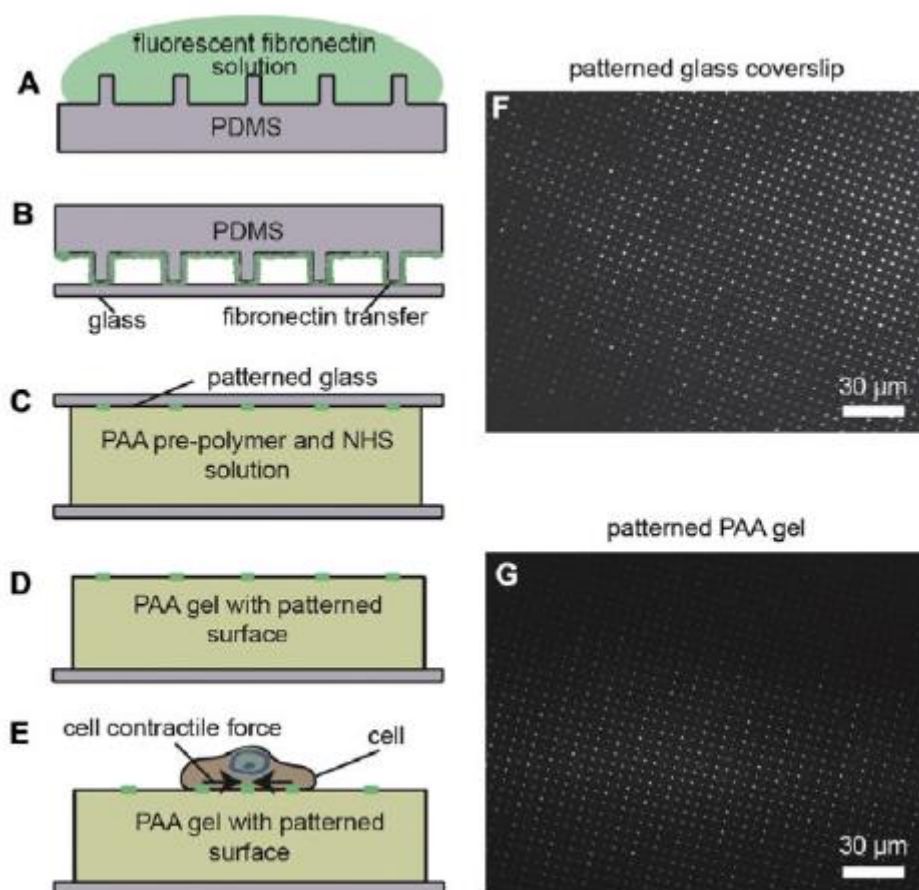 A
fluorescent fibronectin
solution
PDMS
B
PDMS
glass
fibronectin transfer
C
patterned glass
PAA pre-polymer and NHS
solution
D
PAA gel with patterned
surface
E
cell contractile force
cell
PAA gel with patterned
surface
patterned glass coverslip
F
30 µm
patterned PAA gel
G
30 µm